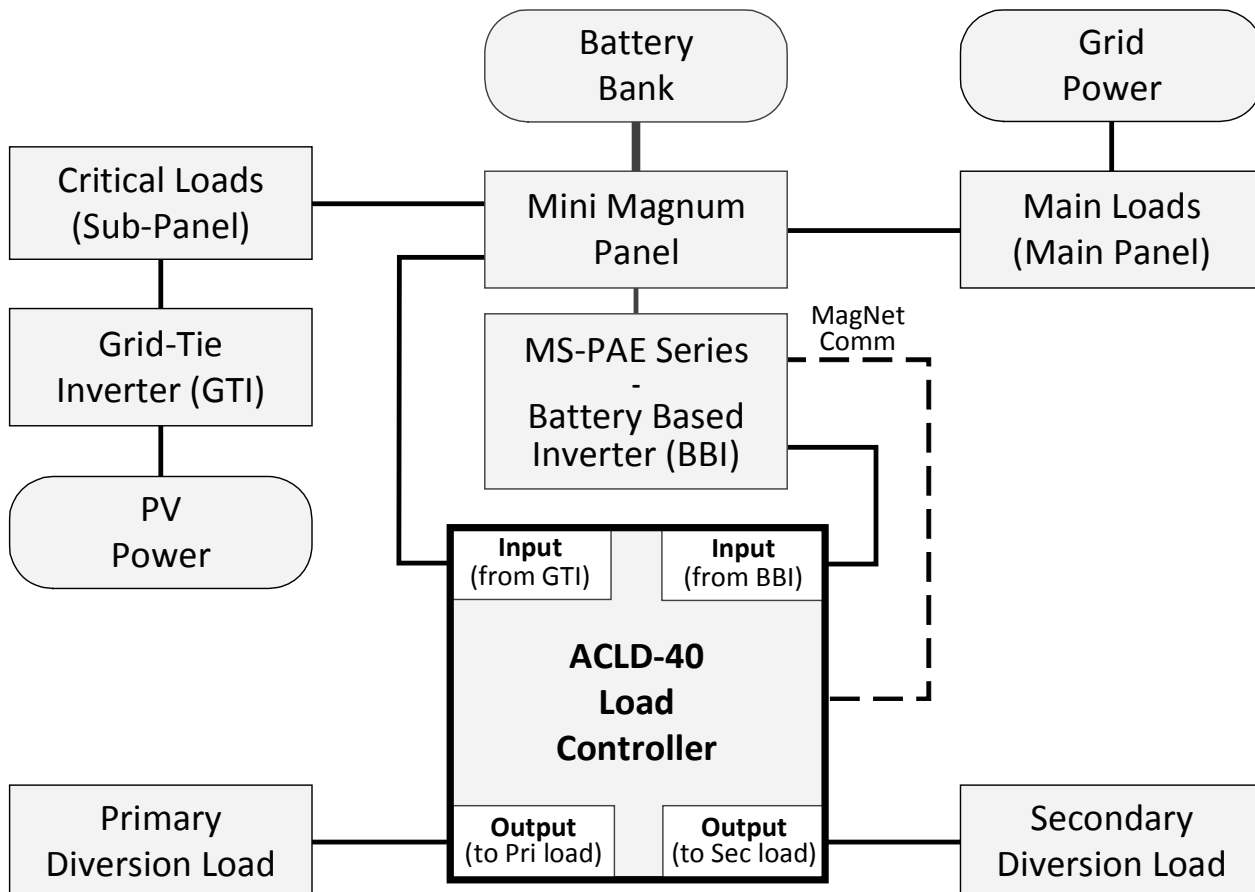 Battery
Bank
Grid
Power
Critical Loads
(Sub-Panel)
Mini Magnum
Panel
Main Loads
(Main Panel)
Grid-Tie
Inverter (GTI)
MS-PAE Series
-
Battery Based
Inverter (BBI)
MagNet
Comm
PV
Power
Input
(from GTI)
Input
(from BBI)
ACLD-40
Load
Controller
Primary
Diversion Load
Output
(to Pri load)
Output
(to Sec load)
Secondary
Diversion Load